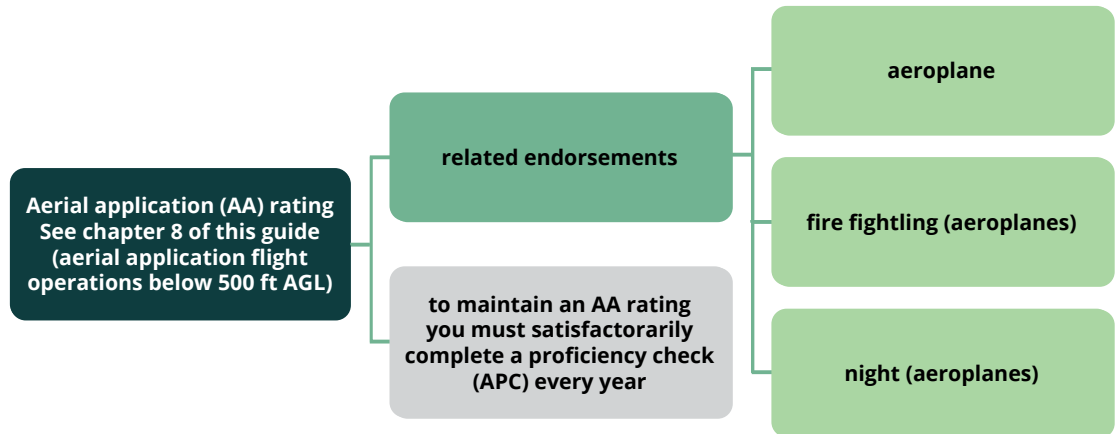 Aerial application (AA) rating
See chapter 8 of this guide
(aerial application flight
operations below 500 ft AGL)
related endorsements
to maintain an AA rating
you must satisfactorarily
complete a proficiency check
(APC) every year
aeroplane
fire fightling (aeroplanes)
night (aeroplanes)